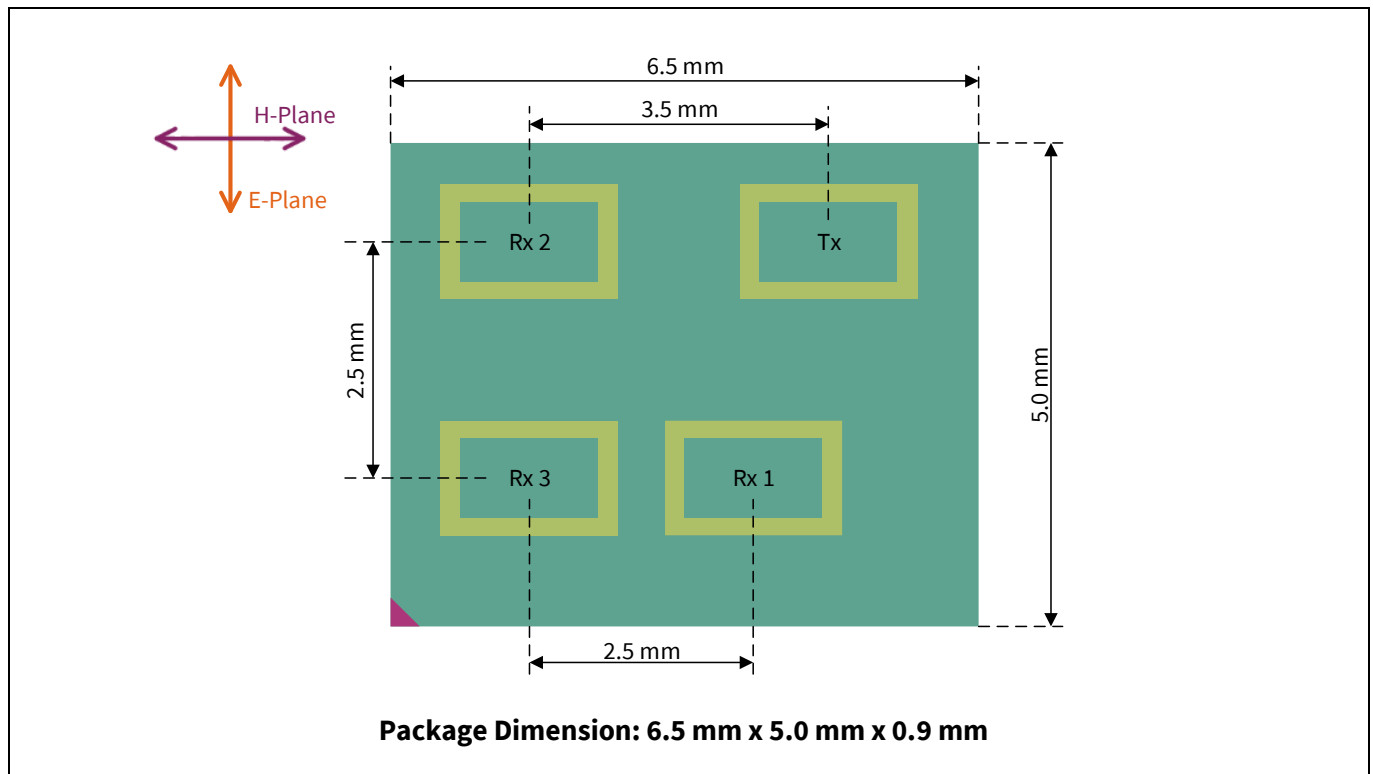 6.5 mm
3.5 mm
H-Plane
E-Plane
Rx 2
Tx
2.5 mm
5.0 mm
Rx 3
Rx 1
2.5 mm
Package Dimension: 6.5 mm x 5.0 mm x 0.9 mm